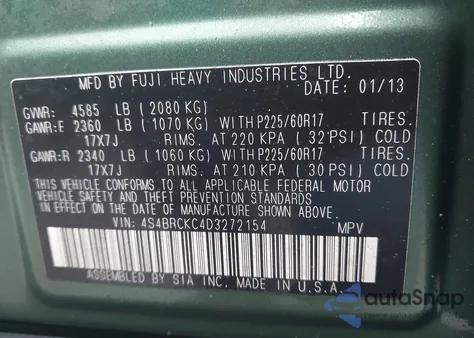 MFD BY FUJI HEAVY INDUSTRIES LTD.
DATE: 01/13
GVWR: 4585 LB (2080 KG)
GAWR:F 2360 LB (1070 KG) WITH P225/60R17 TIRES.
17X7J RIMS. AT 220 KPA (32 PSI) COLD
GAWR:R 2340 LB (1060 KG) WITH P225/60R17 TIRES.
17X7J RIMS. AT 210 KPA (30 PSI) COLD
THIS VEHICLE CONFORMS TO ALL APPLICABLE FEDERAL MOTOR
VEHICLE SAFETY AND THEFT PREVENTION STANDARDS IN EFFECT
ON THE DATE OF MANUFACTURE SHOWN ABOVE.
VIN: 4S4BRCKC4D3272154 MPV
ASSEMBLED BY SIA INC. MADE IN U.S.A.
autoSnap